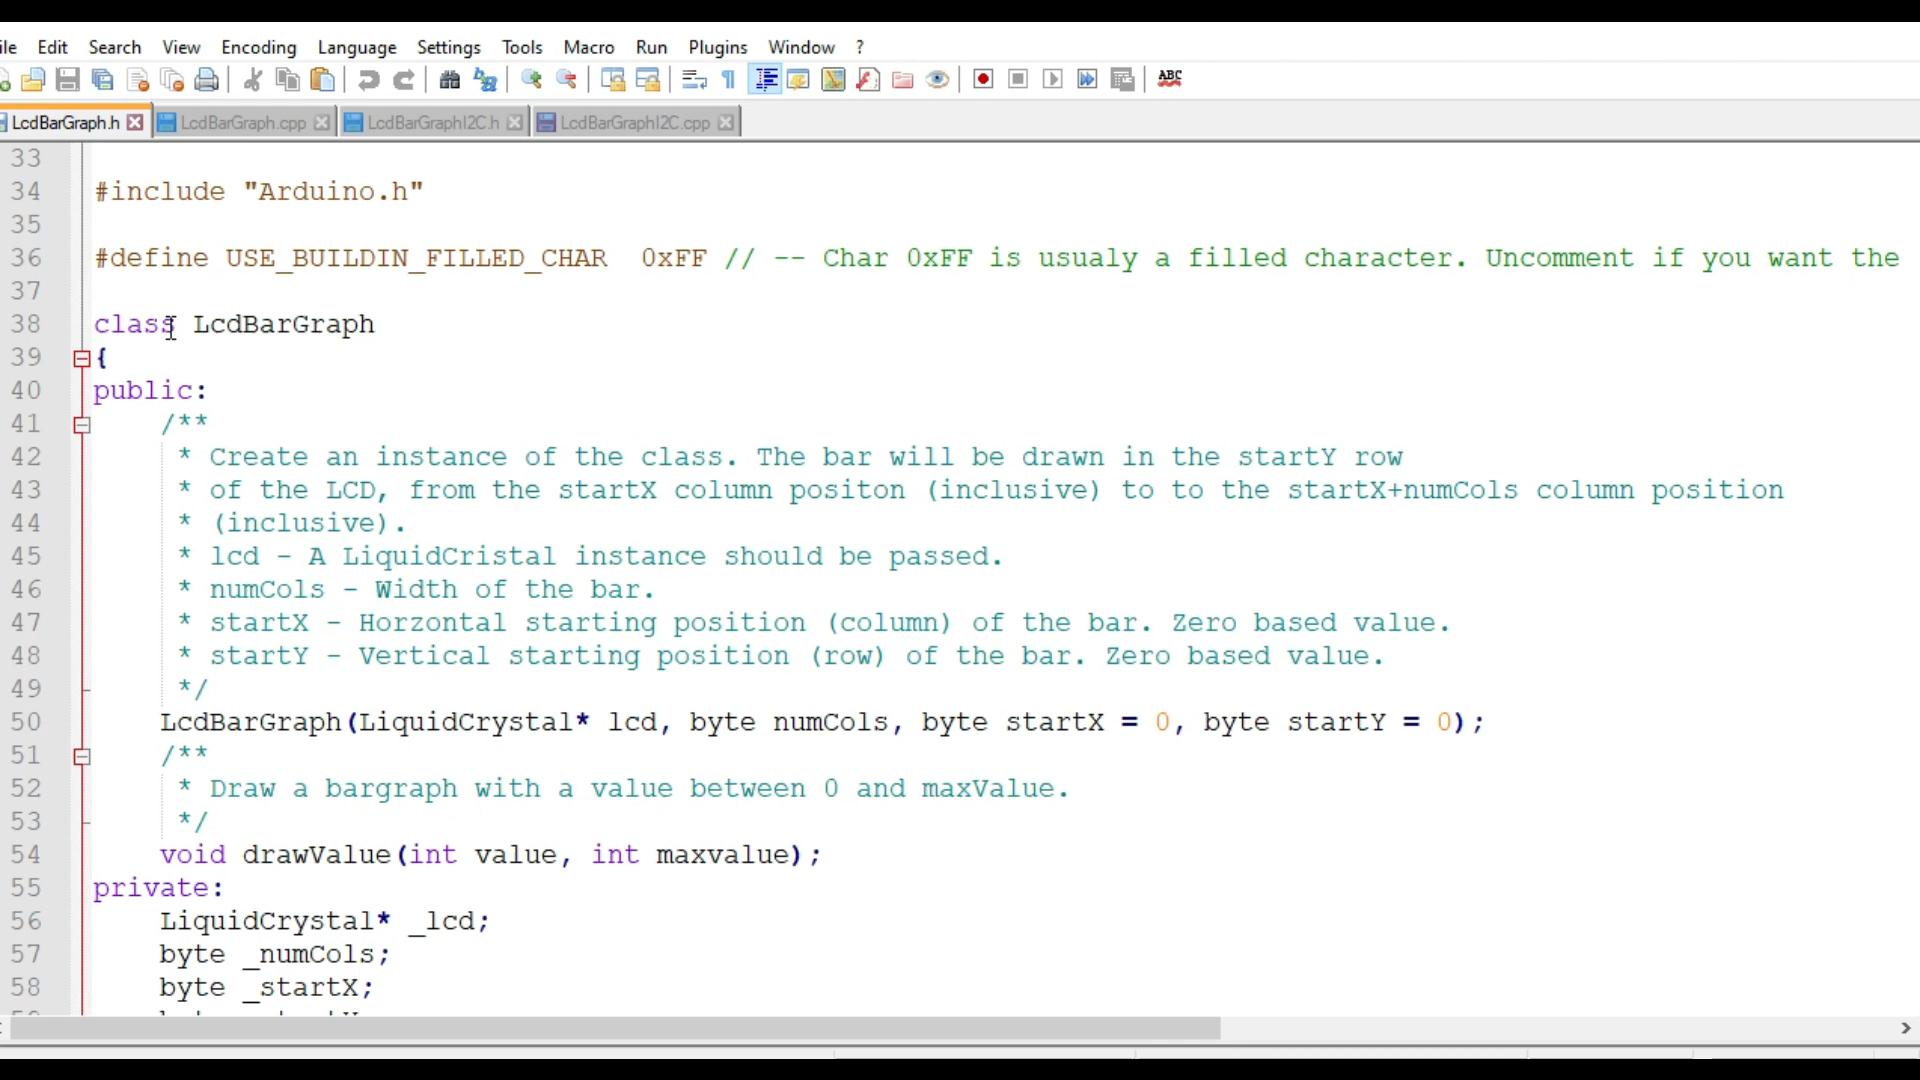 ile Edit Search View Encoding Language Settings Tools Macro Run Plugins Window ?
ABC
LcdBarGraph.h LcdBarGraph.cpp LcdBarGraphI2C.h LcdBarGraphI2C.cpp
33
34 #include "Arduino.h"
35
36 #define USE_BUILDIN_FILLED_CHAR  0xFF // -- Char 0xFF is usualy a filled character. Uncomment if you want the
37
38 class LcdBarGraph
39 {
40 public:
41     /**
42      * Create an instance of the class. The bar will be drawn in the startY row
43      * of the LCD, from the startX column positon (inclusive) to to the startX+numCols column position
44      * (inclusive).
45      * lcd - A LiquidCristal instance should be passed.
46      * numCols - Width of the bar.
47      * startX - Horzontal starting position (column) of the bar. Zero based value.
48      * startY - Vertical starting position (row) of the bar. Zero based value.
49      */
50     LcdBarGraph(LiquidCrystal* lcd, byte numCols, byte startX = 0, byte startY = 0);
51     /**
52      * Draw a bargraph with a value between 0 and maxValue.
53      */
54     void drawValue(int value, int maxvalue);
55 private:
56     LiquidCrystal* _lcd;
57     byte _numCols;
58     byte _startX;